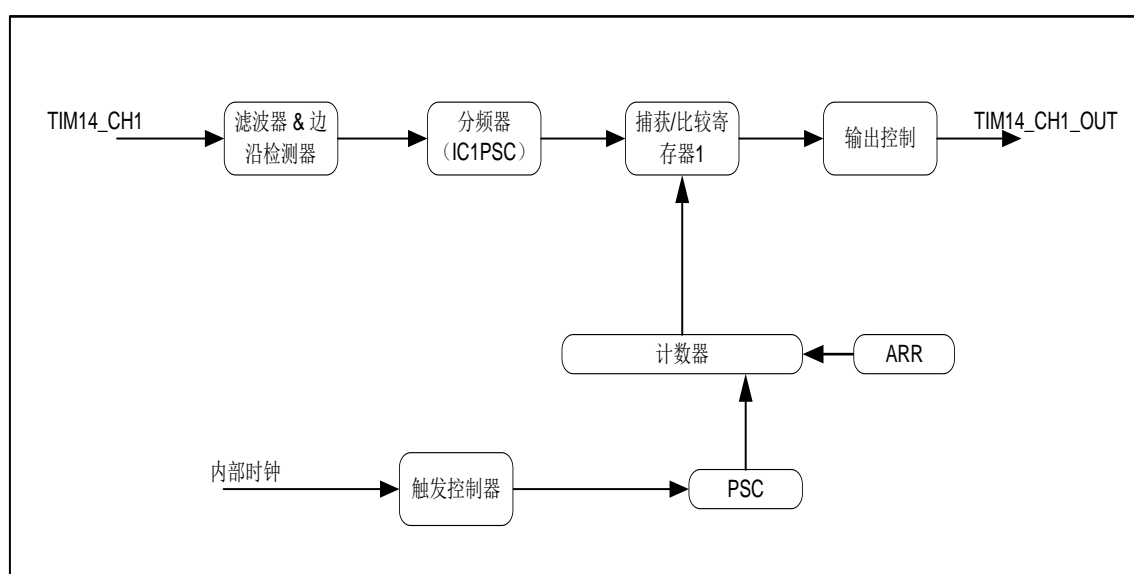 TIM14_CH1
滤波器 & 边
沿检测器
分频器
（IC1PSC）
捕获/比较寄
存器1
输出控制
TIM14_CH1_OUT
计数器
ARR
内部时钟
触发控制器
PSC